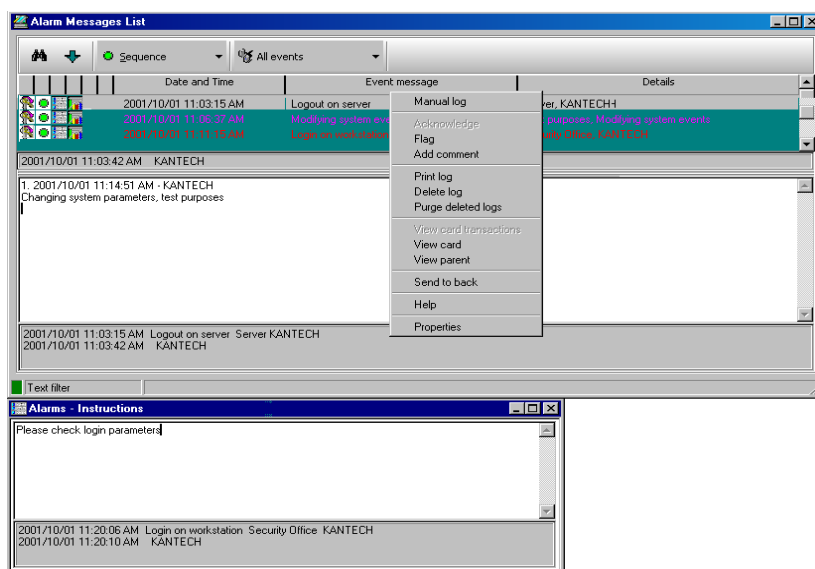 Alarm Messages List
Sequence All events
Date and Time Event message Details
2001/10/01 11:03:15 AM Logout on server ver, KANTECH
2001/10/01 11:06:37 AM Modifying system eve purposes, Modifying system events
2001/10/01 11:11:15 AM Login on workstation ity Office, KANTECH
Manual log
Acknowledge
Flag
Add comment
Print log
Delete log
Purge deleted logs
View card transactions
View card
View parent
Send to back
Help
Properties
2001/10/01 11:03:42 AM KANTECH
1. 2001/10/01 11:14:51 AM - KANTECH
Changing system parameters, test purposes
2001/10/01 11:03:15 AM Logout on server Server KANTECH
2001/10/01 11:03:42 AM KANTECH
Text filter
Alarms - Instructions
Please check login parameters
2001/10/01 11:20:06 AM Login on workstation Security Office KANTECH
2001/10/01 11:20:10 AM KANTECH